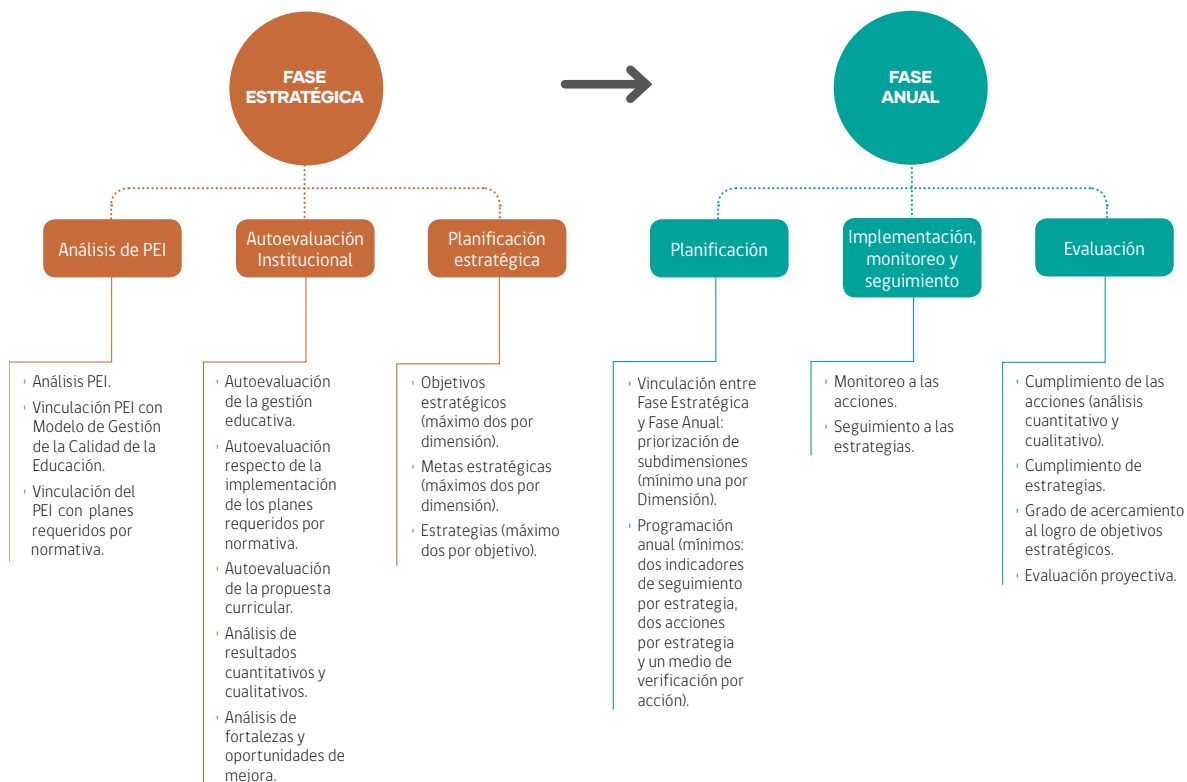 FASE
ESTRATÉGICA
FASE
ANUAL
Análisis de PEI
Autoevaluación
Institucional
Planificación
estratégica
Planificación
Implementación,
monitoreo y
seguimiento
Evaluación
Análisis PEI.
Vinculación PEI con
Modelo de Gestión
de la Calidad de la
Educación.
Vinculación del
PEI con planes
requeridos por
normativa.
Autoevaluación
de la gestión
educativa.
Autoevaluación
respecto de la
implementación
de los planes
requeridos por
normativa.
Autoevaluación
de la propuesta
curricular.
Análisis de
resultados
cuantitativos y
cualitativos.
Análisis de
fortalezas y
oportunidades de
mejora.
Objetivos
estratégicos
(máximo dos por
dimensión).
Metas estratégicas
(máximos dos por
dimensión).
Estrategias (máximo
dos por objetivo).
Vinculación entre
Fase Estratégica
y Fase Anual:
priorización de
subdimensiones
(mínimo una por
Dimensión).
Programación
anual (mínimos:
dos indicadores
de seguimiento
por estrategia,
dos acciones
por estrategia
y un medio de
verificación por
acción).
Monitoreo a las
acciones.
Seguimiento a las
estrategias.
Cumplimiento de las
acciones (análisis
cuantitativo y
cualitativo).
Cumplimiento de
estrategias.
Grado de acercamiento
al logro de objetivos
estratégicos.
Evaluación proyectiva.